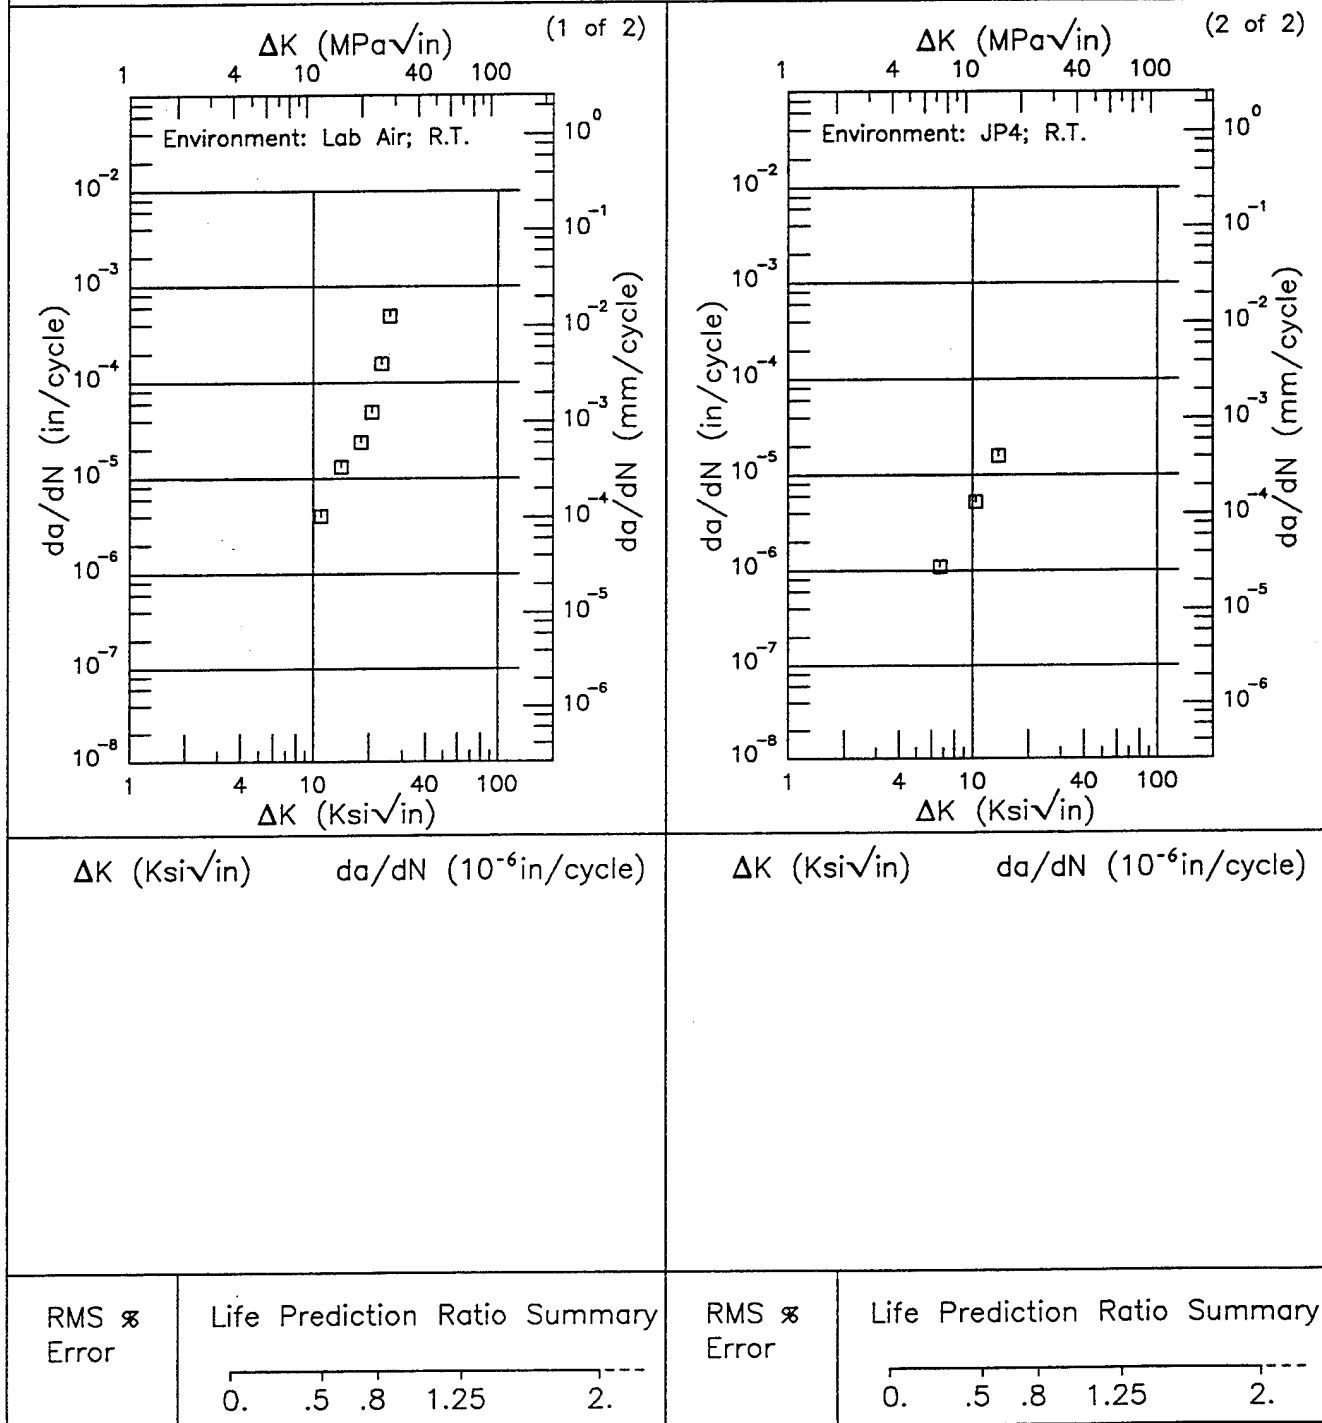 (1 of 2)
ΔK (MPa√in)
1 4 10 40 100
Environment: Lab Air; R.T.
10⁻²
10⁻³
10⁻⁴
10⁻⁵
10⁻⁶
10⁻⁷
10⁻⁸
da/dN (in/cycle)
10⁰
10⁻¹
10⁻²
10⁻³
10⁻⁴
10⁻⁵
10⁻⁶
da/dN (mm/cycle)
1 4 10 40 100
ΔK (Ksi√in)
ΔK (Ksi√in) da/dN (10⁻⁶in/cycle)
RMS %
Error
Life Prediction Ratio Summary
0. .5 .8 1.25 2.
(2 of 2)
ΔK (MPa√in)
1 4 10 40 100
Environment: JP4; R.T.
10⁻²
10⁻³
10⁻⁴
10⁻⁵
10⁻⁶
10⁻⁷
10⁻�8
da/dN (in/cycle)
10⁰
10⁻¹
10⁻²
10⁻³
10⁻⁴
10⁻⁵
10⁻⁶
da/dN (mm/cycle)
1 4 10 40 100
ΔK (Ksi√in)
ΔK (Ksi√in) da/dN (10⁻⁶in/cycle)
RMS %
Error
Life Prediction Ratio Summary
0. .5 .8 1.25 2.